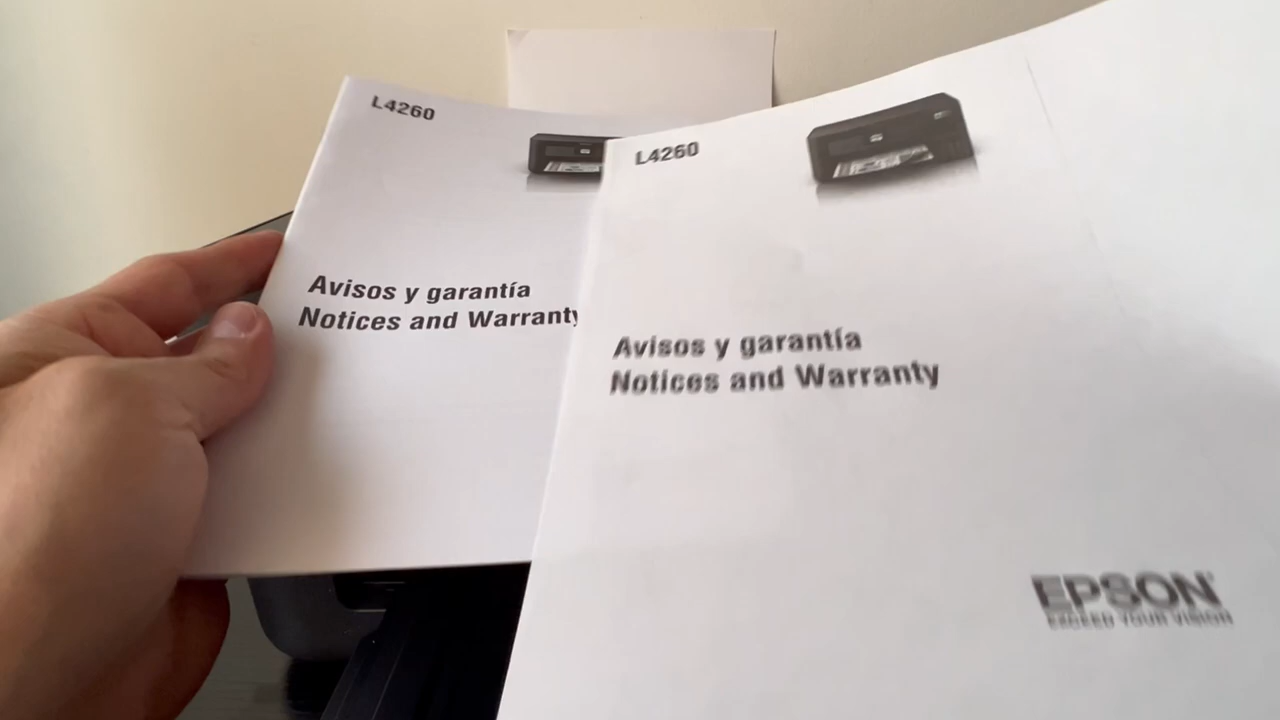 L4260
Avisos y garantía
Notices and Warranty
L4260
Avisos y garantía
Notices and Warranty
EPSON
EXCEED YOUR VISION